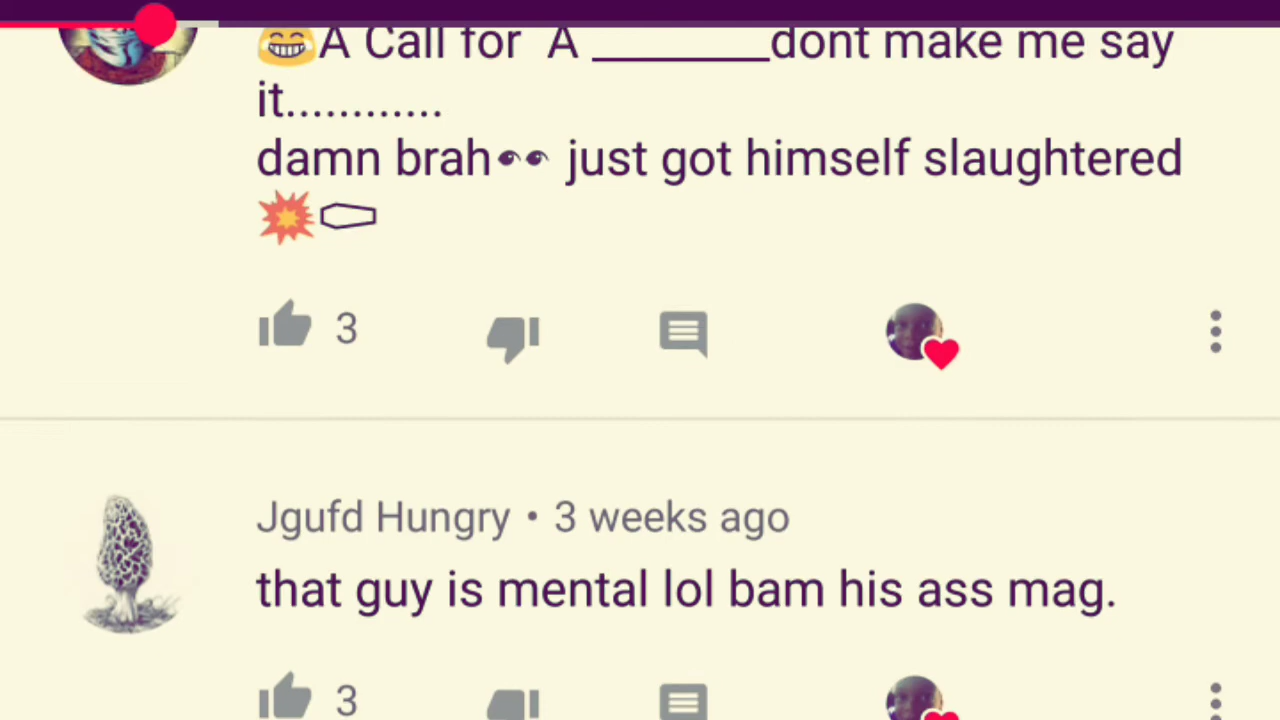 😂A Call for A ________dont make me say
it............
damn brah👀 just got himself slaughtered
💥⚰
3
Jgufd Hungry • 3 weeks ago
that guy is mental lol bam his ass mag.
3